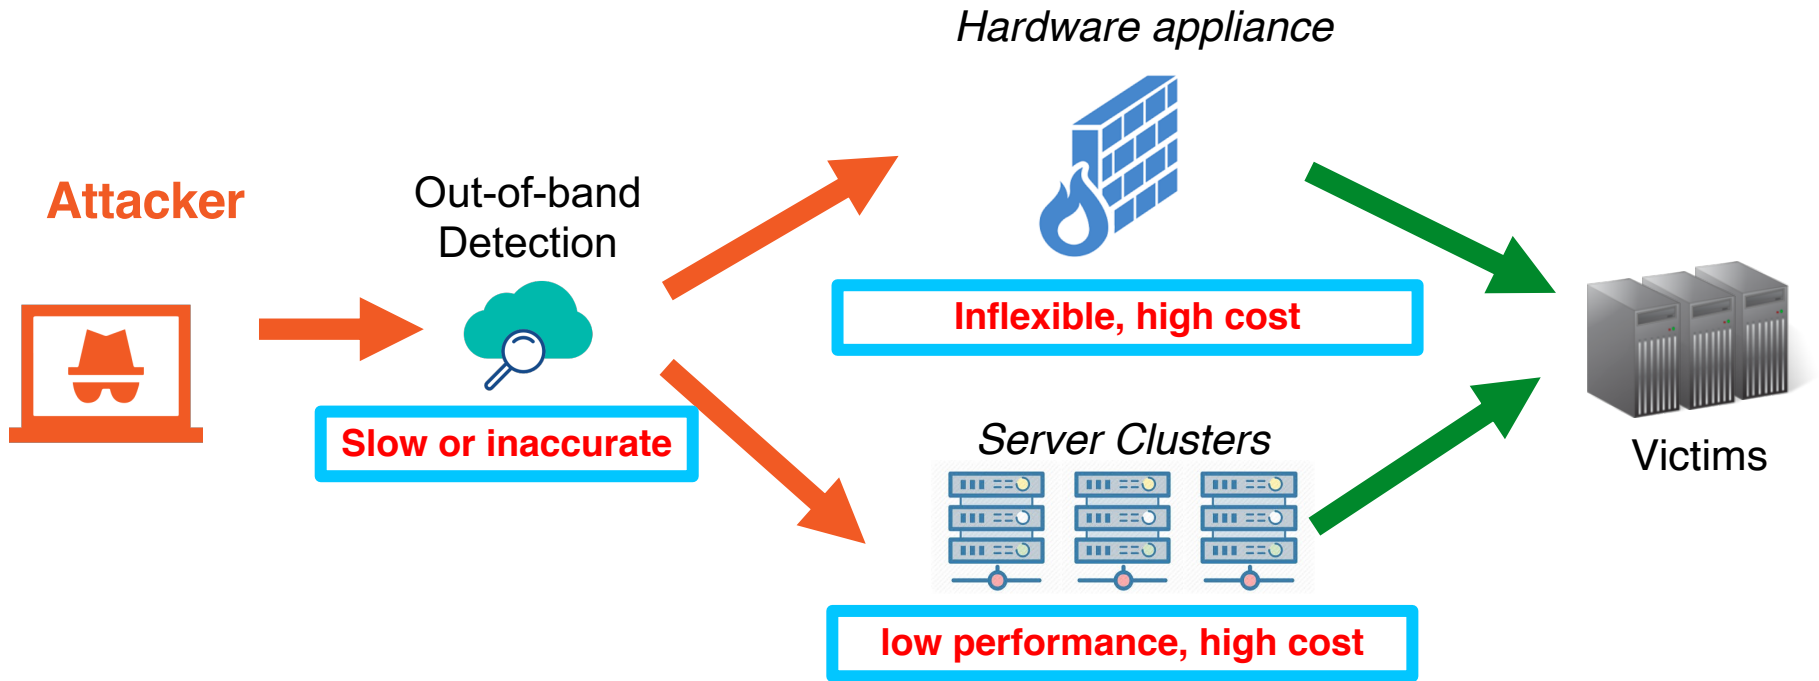 Hardware appliance
Attacker
Out-of-band
Detection
Inflexible, high cost
Slow or inaccurate
Server Clusters
Victims
low performance, high cost